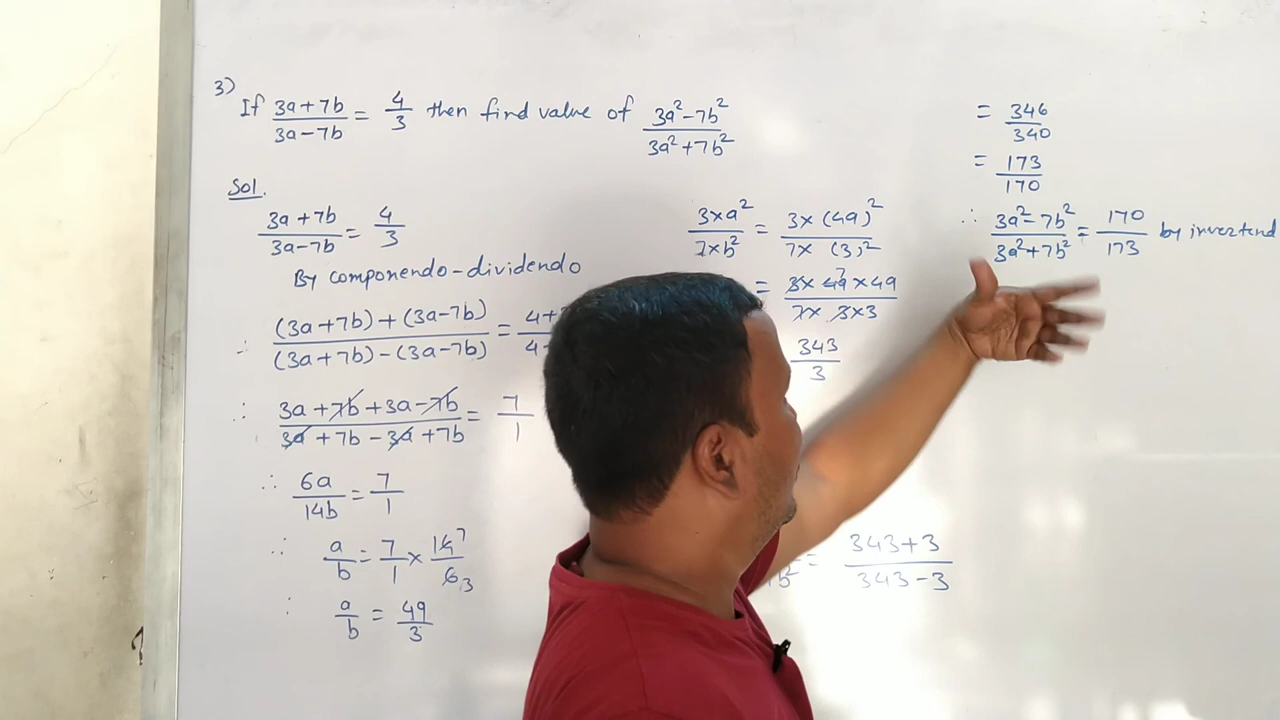 3) If (3a+7b)/(3a-7b) = 4/3 then find value of (3a²-7b²)/(3a²+7b²)
Sol.
(3a+7b)/(3a-7b) = 4/3
By componendo-dividendo
∴ ((3a+7b)+(3a-7b))/((3a+7b)-(3a-7b)) = 4+/4
∴ (3a+7b+3a-7b)/(3a+7b-3a+7b) = 7/1
∴ 6a/14b = 7/1
∴ a/b = 7/1 × 14 7/6 3
∴ a/b = 49/3
(3×a²)/(7×b²) = (3×(49)²)/(7×(3)²)
= (3×49 7×49)/(7×3×3)
343/3
b² = (343+3)/(343-3)
= 346/340
= 173/170
∴ (3a²-7b²)/(3a²+7b²) = 170/173 by invertend